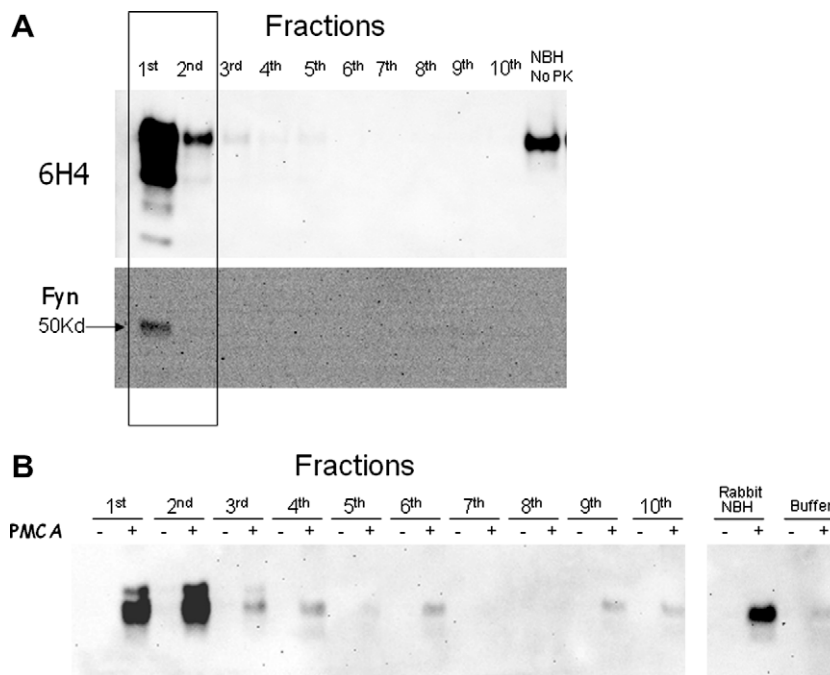 A
Fractions
1st 2nd 3rd 4th 5th 6th 7th 8th 9th 10th NBH
No PK
6H4
Fyn
50Kd
B
Fractions
1st 2nd 3rd 4th 5th 6th 7th 8th 9th 10th Rabbit NBH Buffer
PMCA - + - + - + - + - + - + - + - + - + - + - + - +